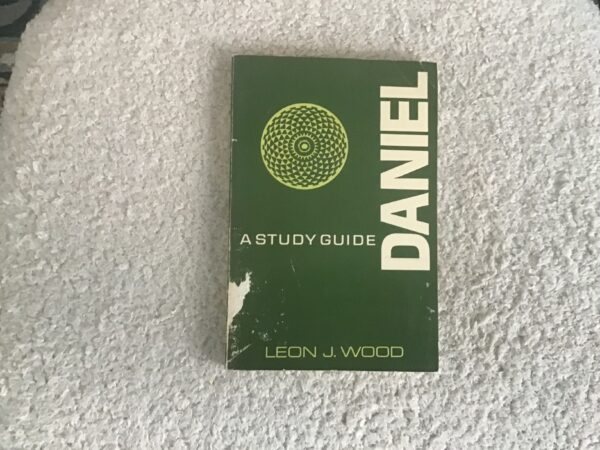 DANIEL
A STUDY GUIDE
LEON J. WOOD